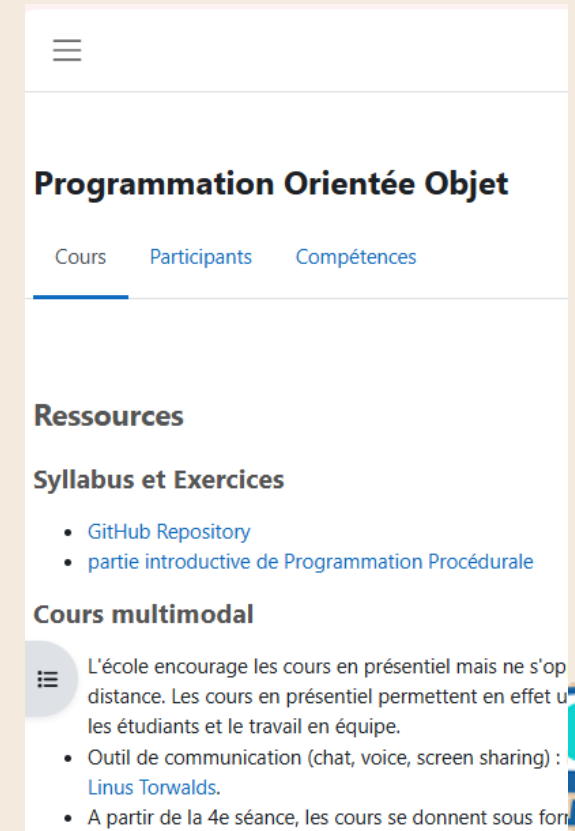 Programmation Orientée Objet
Cours Participants Compétences
Ressources
Syllabus et Exercices
GitHub Repository
partie introductive de Programmation Procédurale
Cours multimodal
L'école encourage les cours en présentiel mais ne s'op
distance. Les cours en présentiel permettent en effet u
les étudiants et le travail en équipe.
Outil de communication (chat, voice, screen sharing) :
Linus Torwalds.
A partir de la 4e séance, les cours se donnent sous for